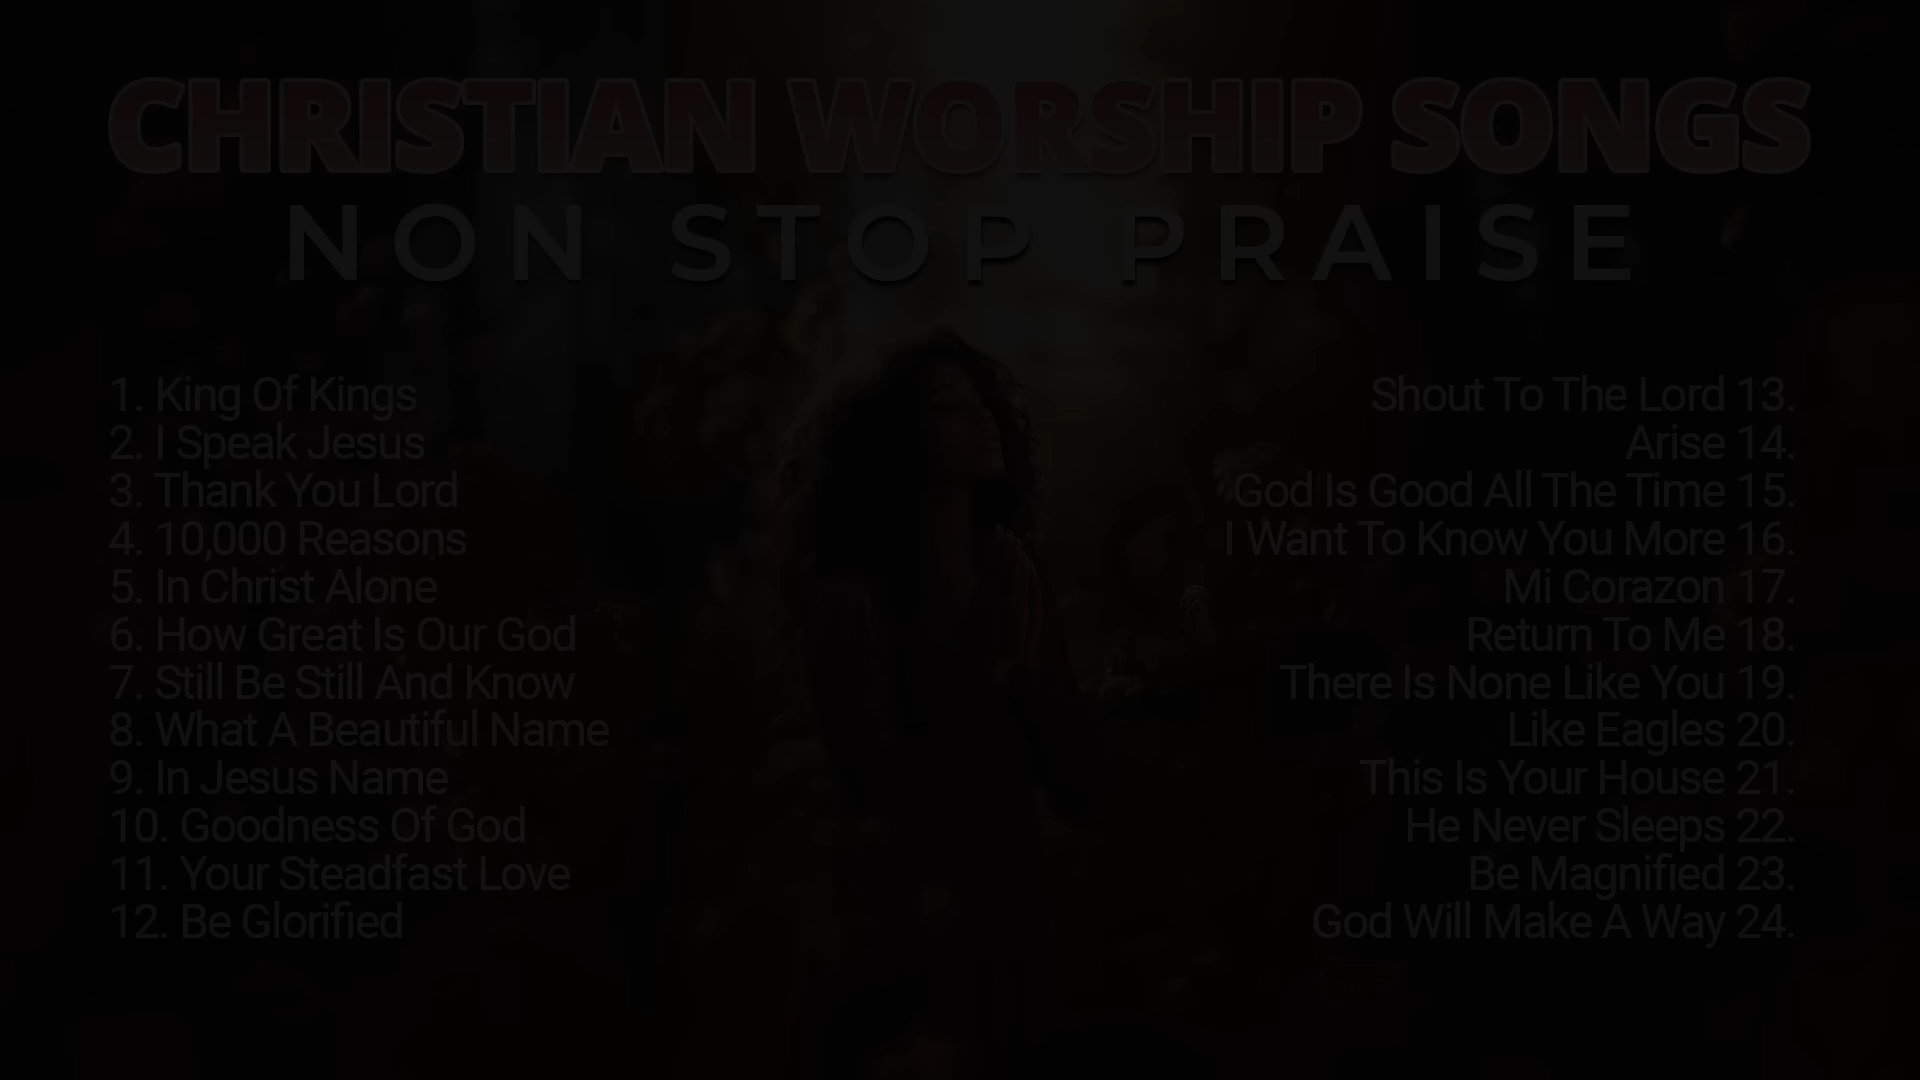 CHRISTIAN WORSHIP SONGS
NON STOP PRAISE
1. King Of Kings
2. I Speak Jesus
3. Thank You Lord
4. 10,000 Reasons
5. In Christ Alone
6. How Great Is Our God
7. Still Be Still And Know
8. What A Beautiful Name
9. In Jesus Name
10. Goodness Of God
11. Your Steadfast Love
12. Be Glorified
Shout To The Lord 13.
Arise 14.
God Is Good All The Time 15.
I Want To Know You More 16.
Mi Corazon 17.
Return To Me 18.
There Is None Like You 19.
Like Eagles 20.
This Is Your House 21.
He Never Sleeps 22.
Be Magnified 23.
God Will Make A Way 24.